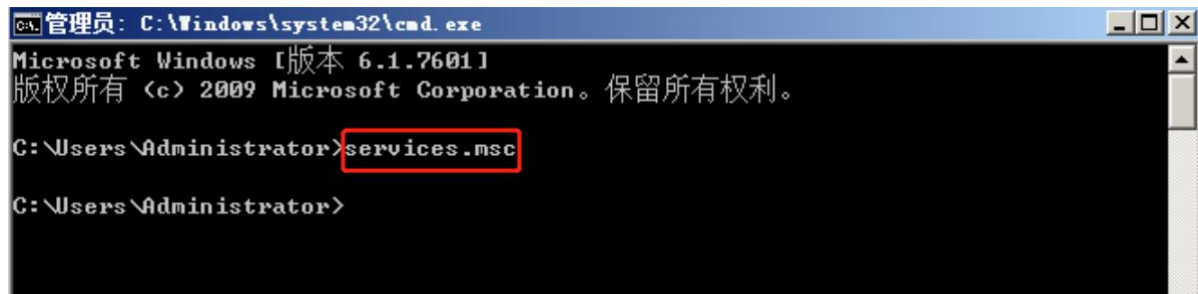 管理员: C:\Windows\system32\cmd.exe
Microsoft Windows [版本 6.1.7601]
版权所有 (c) 2009 Microsoft Corporation。保留所有权利。
C:\Users\Administrator>services.msc
C:\Users\Administrator>